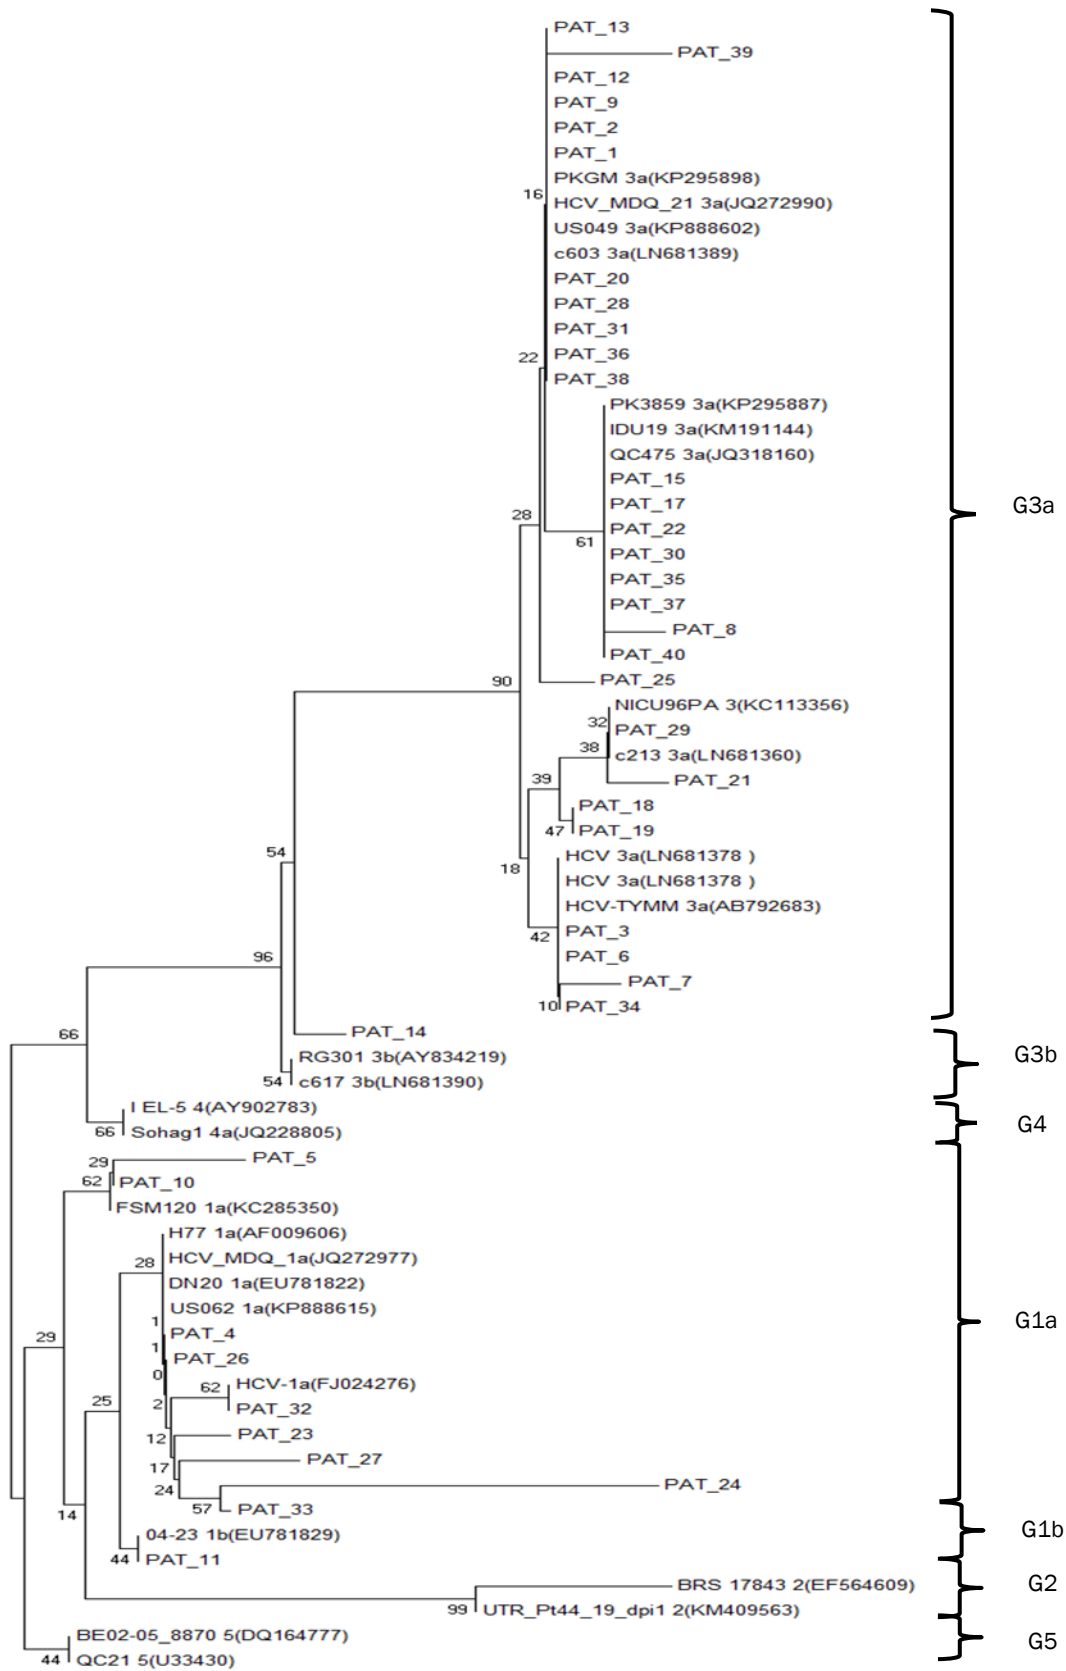 PAT_13
PAT_39
PAT_12
PAT_9
PAT_2
PAT_1
PKGM 3a(KP295898)
16
HCV_MDQ_21 3a(JQ272990)
US049 3a(KP888602)
c603 3a(LN681389)
PAT_20
PAT_28
PAT_31
22
PAT_36
PAT_38
PK3859 3a(KP295887)
IDU19 3a(KM191144)
QC475 3a(JQ318160)
PAT_15
PAT_17
G3a
28
PAT_22
61
PAT_30
PAT_35
PAT_37
PAT_8
PAT_40
90
PAT_25
NICU96PA 3(KC113356)
32
PAT_29
38
c213 3a(LN681360)
39
PAT_21
PAT_18
47
PAT_19
54
HCV 3a(LN681378 )
18
HCV 3a(LN681378 )
HCV-TYMM 3a(AB792683)
42
PAT_3
96
PAT_6
PAT_7
10
PAT_34
66
PAT_14
RG301 3b(AY834219)
G3b
54
c617 3b(LN681390)
I EL-5 4(AY902783)
G4
66
Sohag1 4a(JQ228805)
29
PAT_5
62
PAT_10
FSM120 1a(KC285350)
H77 1a(AF009606)
28
HCV_MDQ_1a(JQ272977)
DN20 1a(EU781822)
US062 1a(KP888615)
1
G1a
29
PAT_4
1
PAT_26
0
62
HCV-1a(FJ024276)
25
2
PAT_32
12
PAT_23
17
PAT_27
24
PAT_24
57
PAT_33
14
04-23 1b(EU781829)
G1b
44
PAT_11
BRS 17843 2(EF564609)
G2
99
UTR_Pt44_19_dpi1 2(KM409563)
BE02-05_8870 5(DQ164777)
G5
44
QC21 5(U33430)